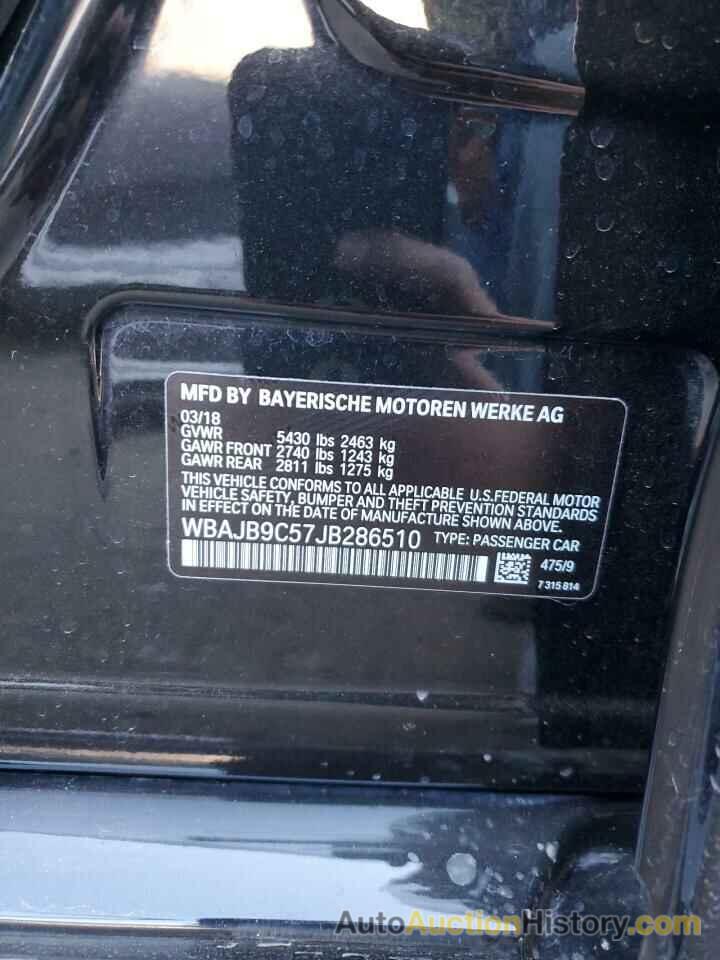 MFD BY BAYERISCHE MOTOREN WERKE AG
03/18
GVWR 5430 lbs 2463 kg
GAWR FRONT 2740 lbs 1243 kg
GAWR REAR 2811 lbs 1275 kg
THIS VEHICLE CONFORMS TO ALL APPLICABLE U.S.FEDERAL MOTOR
VEHICLE SAFETY, BUMPER AND THEFT PREVENTION STANDARDS
IN EFFECT ON THE DATE OF MANUFACTURE SHOWN ABOVE.
WBAJB9C57JB286510 TYPE: PASSENGER CAR
475/9
7 315 814
AutoAuctionHistory.com